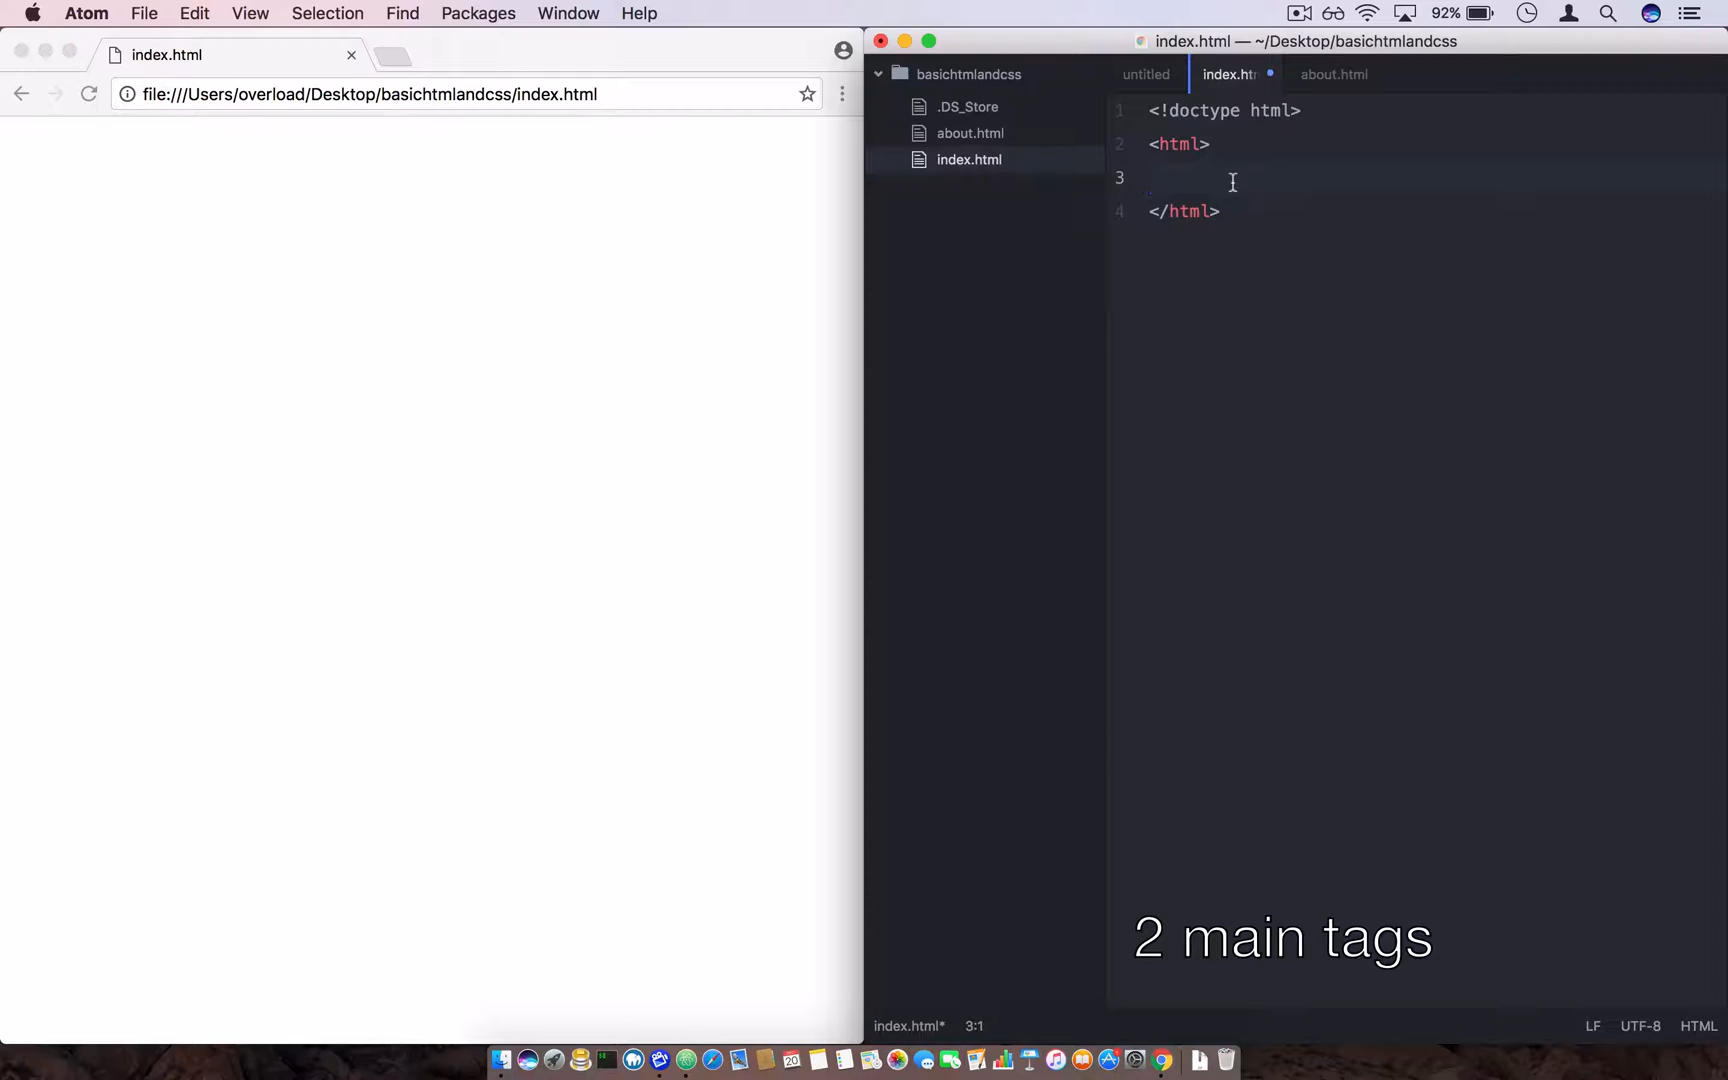 Atom File Edit View Selection Find Packages Window Help 92%
index.html
file:///Users/overload/Desktop/basichtmlandcss/index.html
index.html — ~/Desktop/basichtmlandcss
basichtmlandcss
.DS_Store
about.html
index.html
untitled index.ht about.html
1 <!doctype html>
2 <html>
3
4 </html>
2 main tags
index.html* 3:1 LF UTF-8 HTML
20